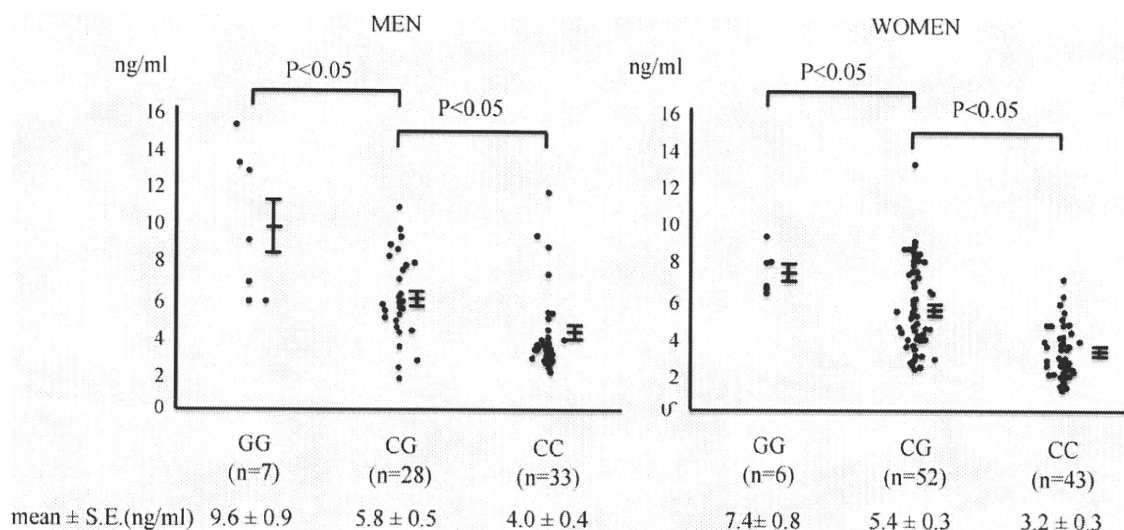 MEN
WOMEN
ng/ml
P<0.05
P<0.05
16
14
12
10
8
6
4
2
0
GG
CG
CC
(n=7)
(n=28)
(n=33)
ng/ml
P<0.05
P<0.05
16
14
12
10
8
6
4
2
0
GG
CG
CC
(n=6)
(n=52)
(n=43)
mean ± S.E.(ng/ml) 9.6 ± 0.9 5.8 ± 0.5 4.0 ± 0.4 7.4± 0.8 5.4 ± 0.3 3.2 ± 0.3